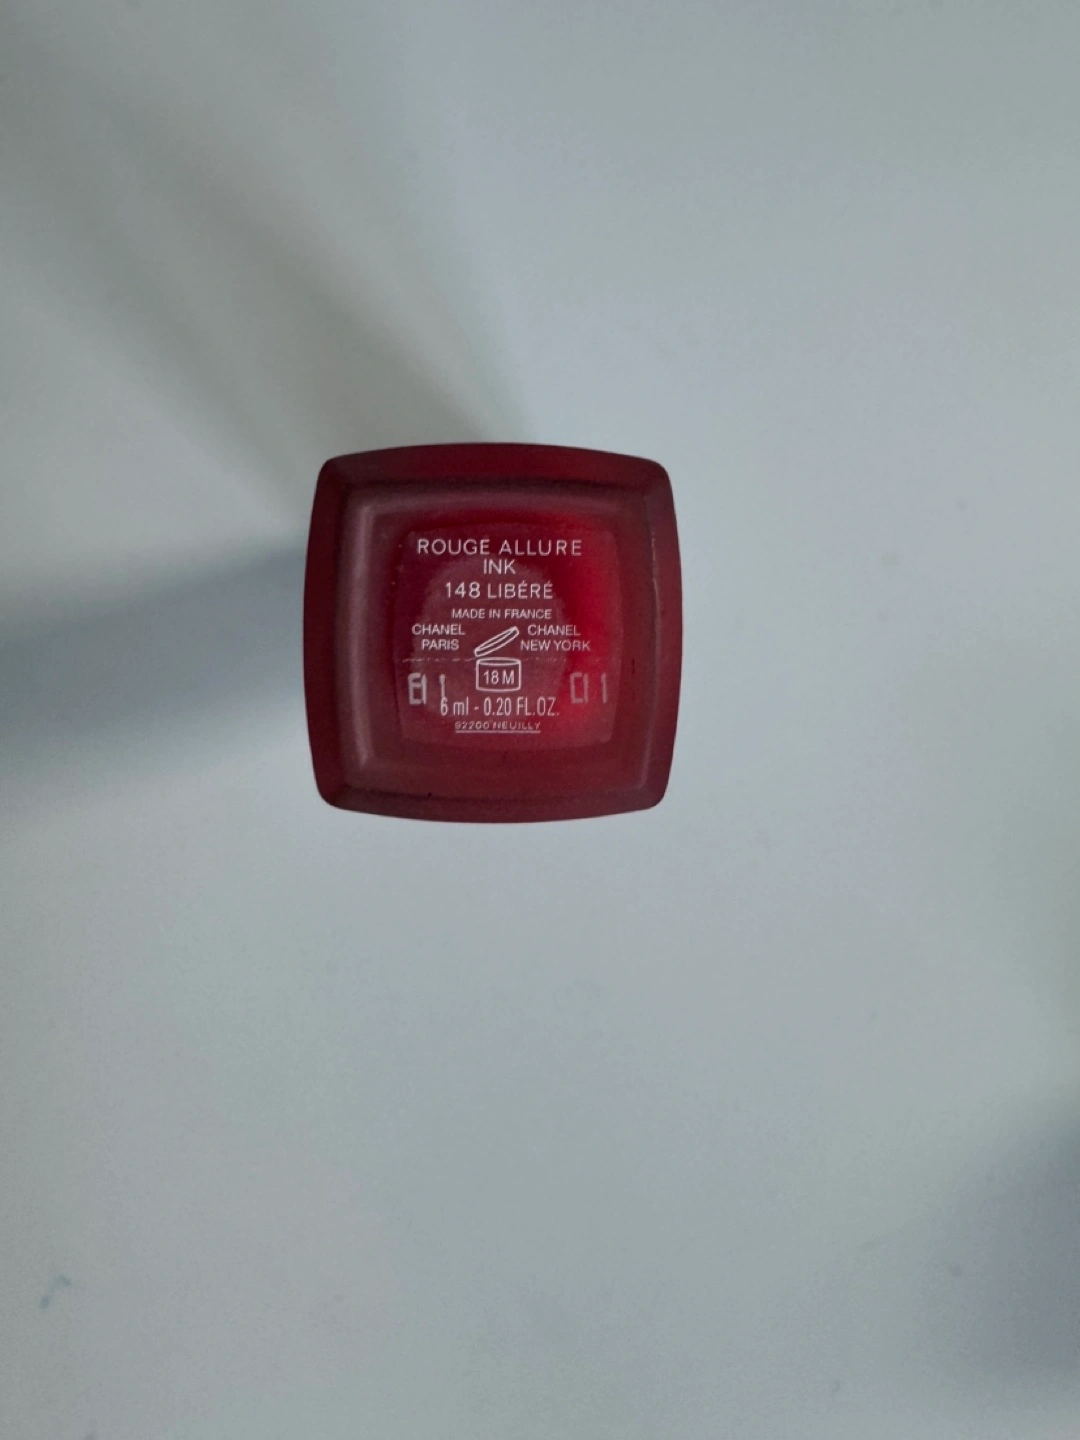 ROUGE ALLURE
INK
148 LIBÉRÉ
MADE IN FRANCE
CHANEL CHANEL
PARIS NEW YORK
18 M
6 ml - 0.20 FL.OZ.
92200 NEUILLY